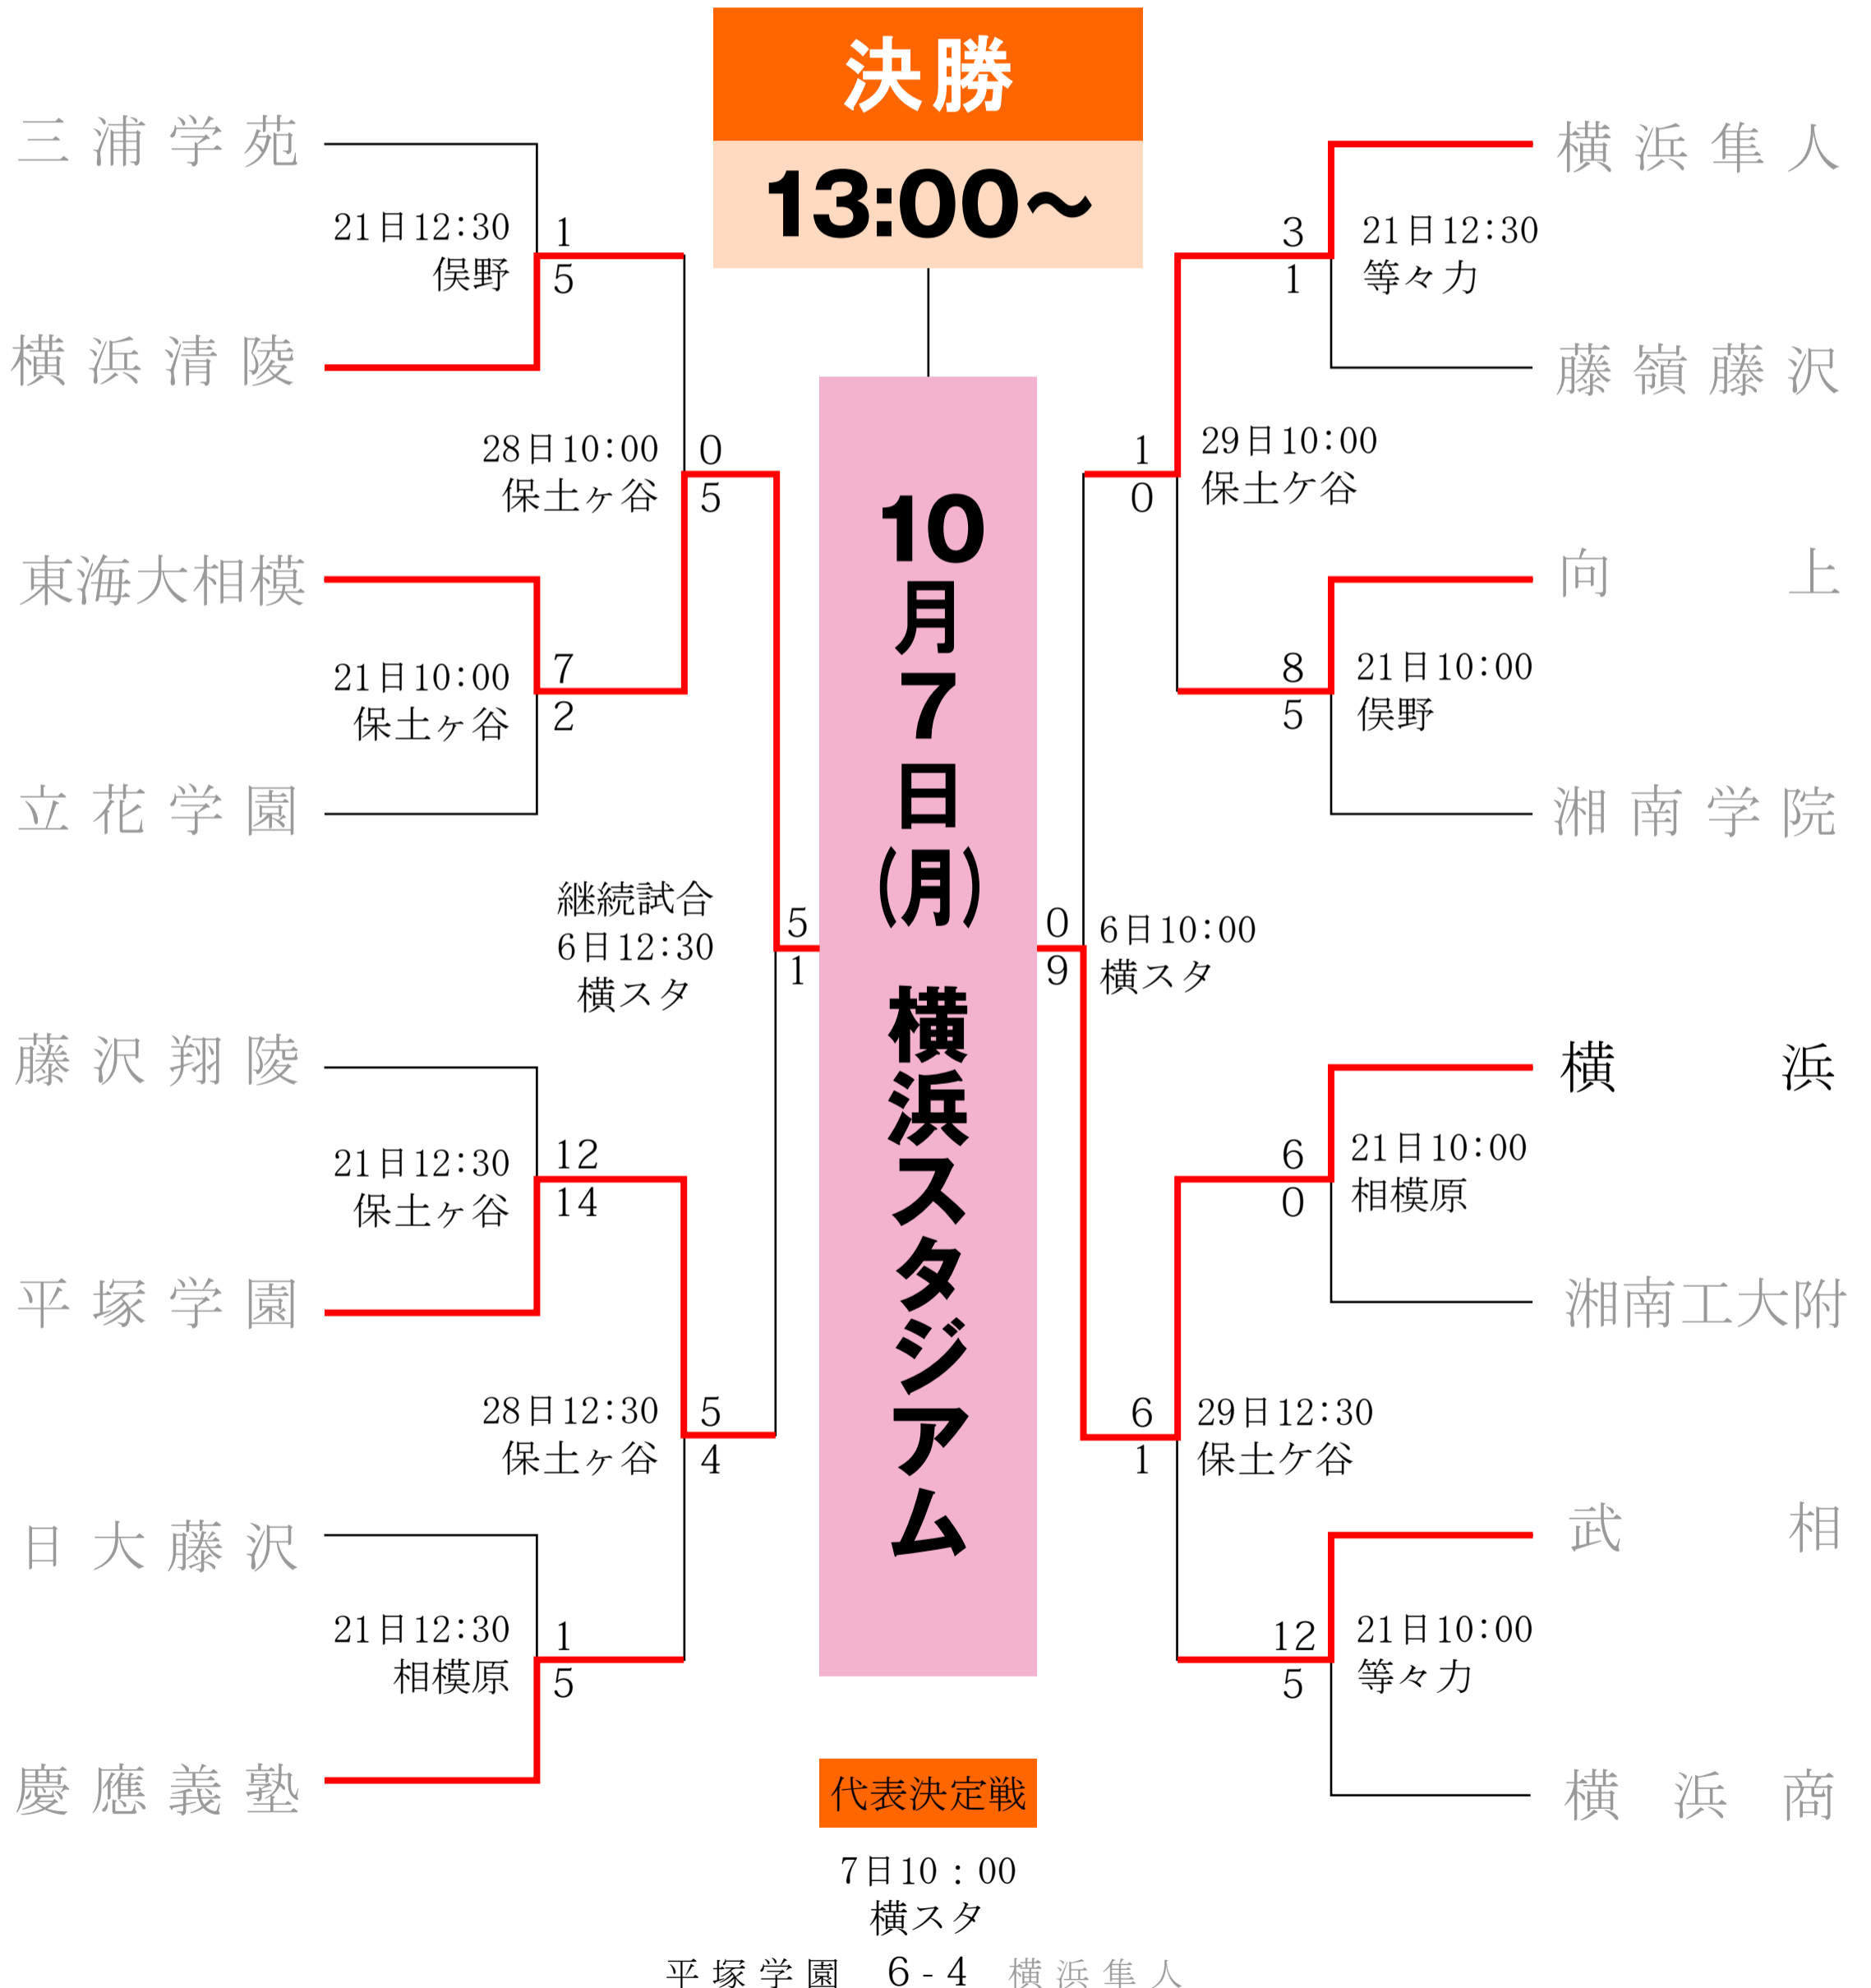 決勝
13:00〜
10月7日(月) 横浜スタジアム
三浦学苑
21日12:30
俣野
1
5
横浜清陵
28日10:00
保土ヶ谷
0
5
東海大相模
21日10:00
保土ヶ谷
7
2
立花学園
継続試合
6日12:30
横スタ
5
1
藤沢翔陵
21日12:30
保土ヶ谷
12
14
平塚学園
28日12:30
保土ヶ谷
5
4
日大藤沢
21日12:30
相模原
1
5
慶應義塾
横浜隼人
3
1
21日12:30
等々力
藤嶺藤沢
1
0
29日10:00
保土ヶ谷
向上
8
5
21日10:00
俣野
湘南学院
0
9
6日10:00
横スタ
横浜
6
0
21日10:00
相模原
湘南工大附
6
1
29日12:30
保土ケ谷
武相
12
5
21日10:00
等々力
横浜商
代表決定戦
7日10:00
横スタ
平塚学園 6-4 横浜隼人